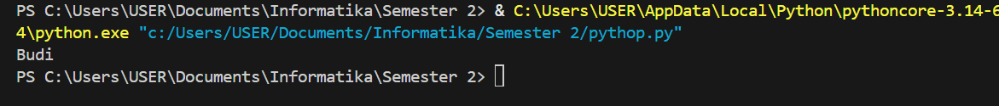 PS C:\Users\USER\Documents\Informatika\Semester 2> & C:\Users\USER\AppData\Local\Python\pythoncore-3.14-6
4\python.exe "c:/Users/USER/Documents/Informatika/Semester 2/pythop.py"
Budi
PS C:\Users\USER\Documents\Informatika\Semester 2>